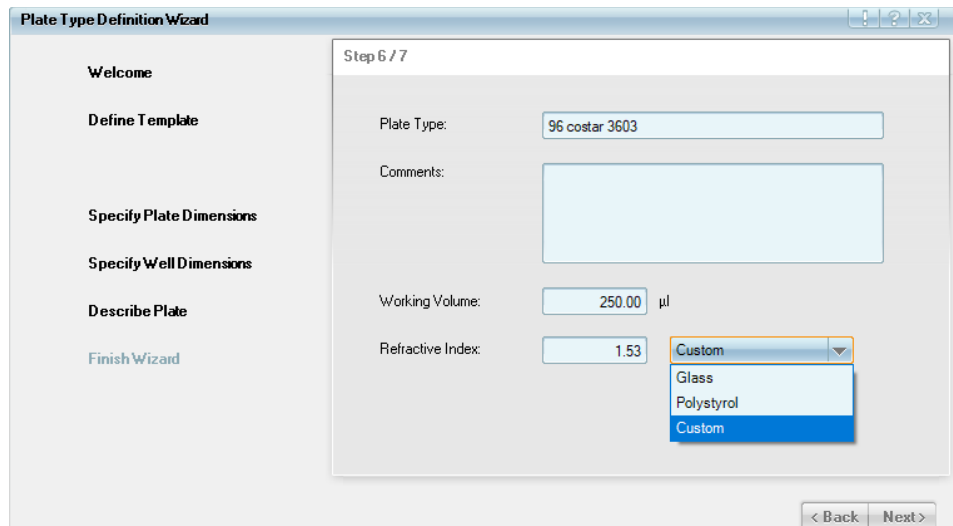 Plate Type Definition Wizard
! ? X
Welcome
Define Template
Specify Plate Dimensions
Specify Well Dimensions
Describe Plate
Finish Wizard
Step 6 / 7
Plate Type: 96 costar 3603
Comments:
Working Volume: 250.00 µl
Refractive Index: 1.53 Custom
Glass
Polystyrol
Custom
< Back Next >